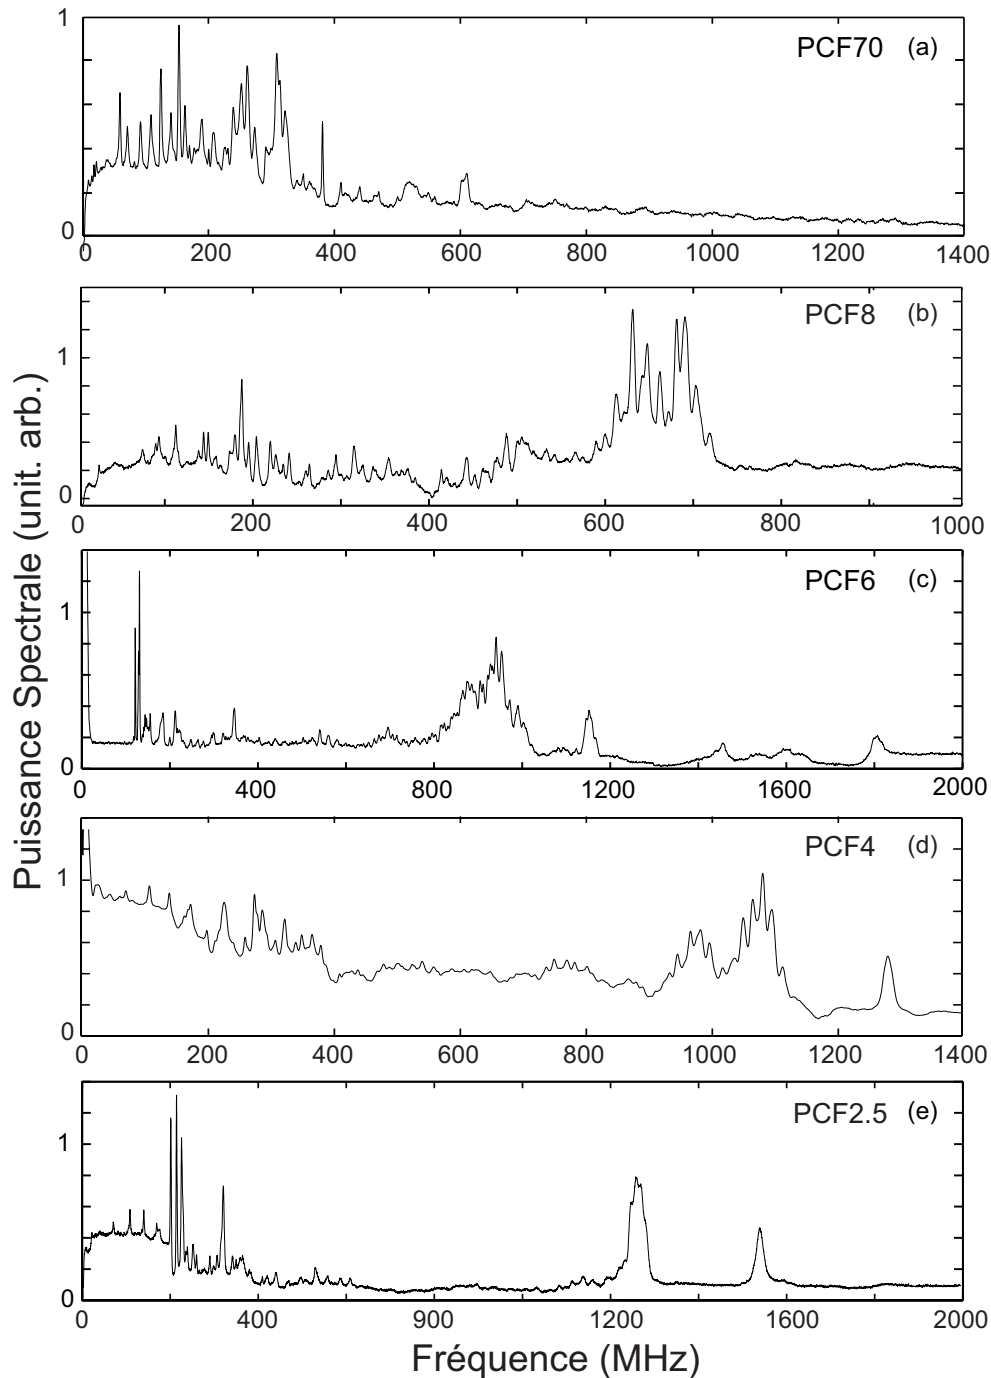 Puissance Spectrale (unit. arb.)
1
PCF70 (a)
0
0 200 400 600 800 1000 1200 1400
PCF8 (b)
1
0
0 200 400 600 800 1000
PCF6 (c)
1
0
0 400 800 1200 1600 2000
PCF4 (d)
1
0
0 200 400 600 800 1000 1200 1400
PCF2.5 (e)
1
0
0 400 800 1200 1600 2000
Fréquence (MHz)